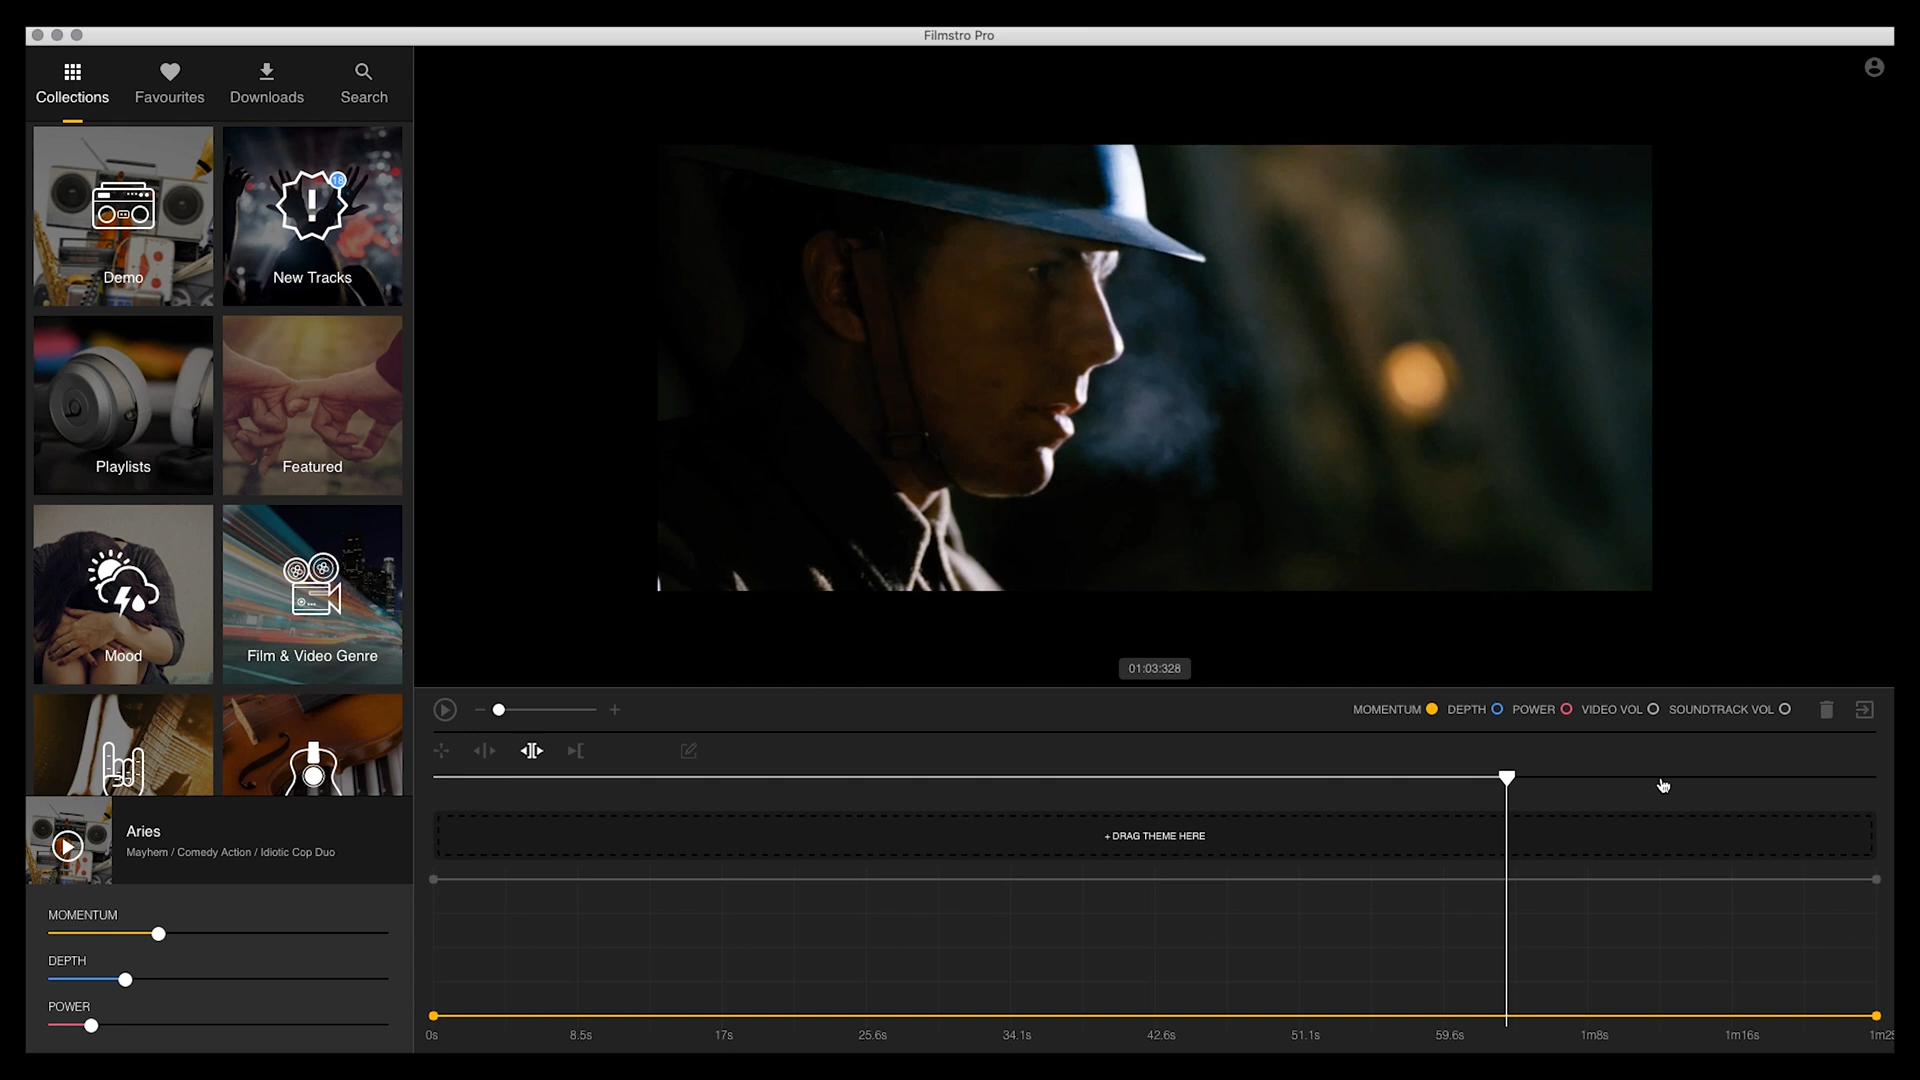 Filmstro Pro
Collections
Favourites
Downloads
Search
Demo
18
New Tracks
Playlists
Featured
Mood
Film & Video Genre
Aries
Mayhem / Comedy Action / Idiotic Cop Duo
MOMENTUM
DEPTH
POWER
01:03:328
MOMENTUM DEPTH POWER VIDEO VOL SOUNDTRACK VOL
+ DRAG THEME HERE
0s 8.5s 17s 25.6s 34.1s 42.6s 51.1s 59.6s 1m8s 1m16s